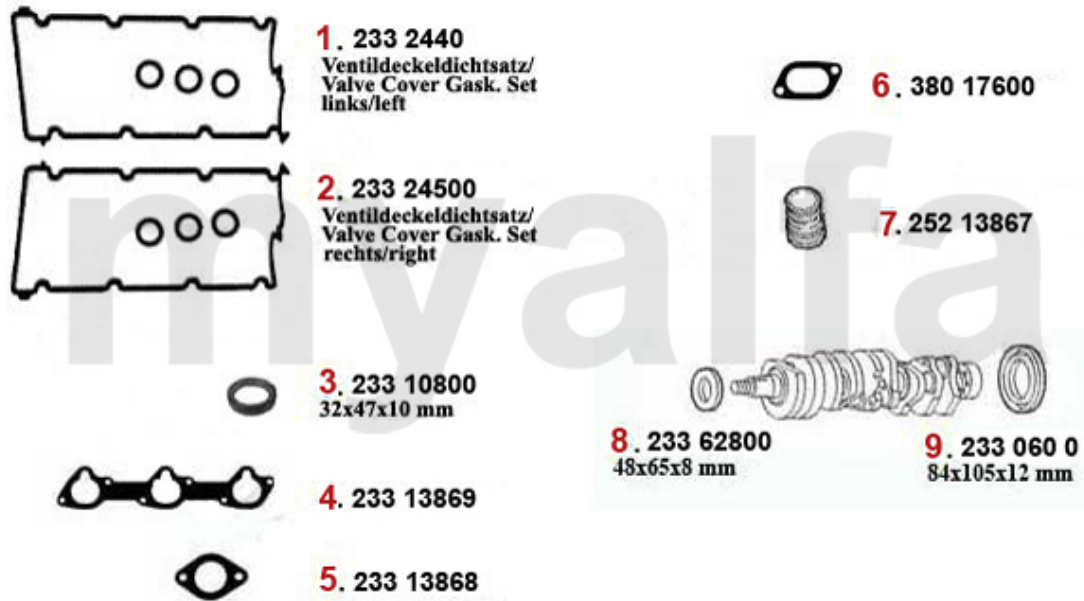 1. 233 2440
Ventildeckeldichtsatz/
Valve Cover Gask. Set
links/left
2. 233 24500
Ventildeckeldichtsatz/
Valve Cover Gask. Set
rechts/right
3. 233 10800
32x47x10 mm
4. 233 13869
5. 233 13868
6. 380 17600
7. 252 13867
8. 233 62800
48x65x8 mm
9. 233 060 0
84x105x12 mm
myalfa